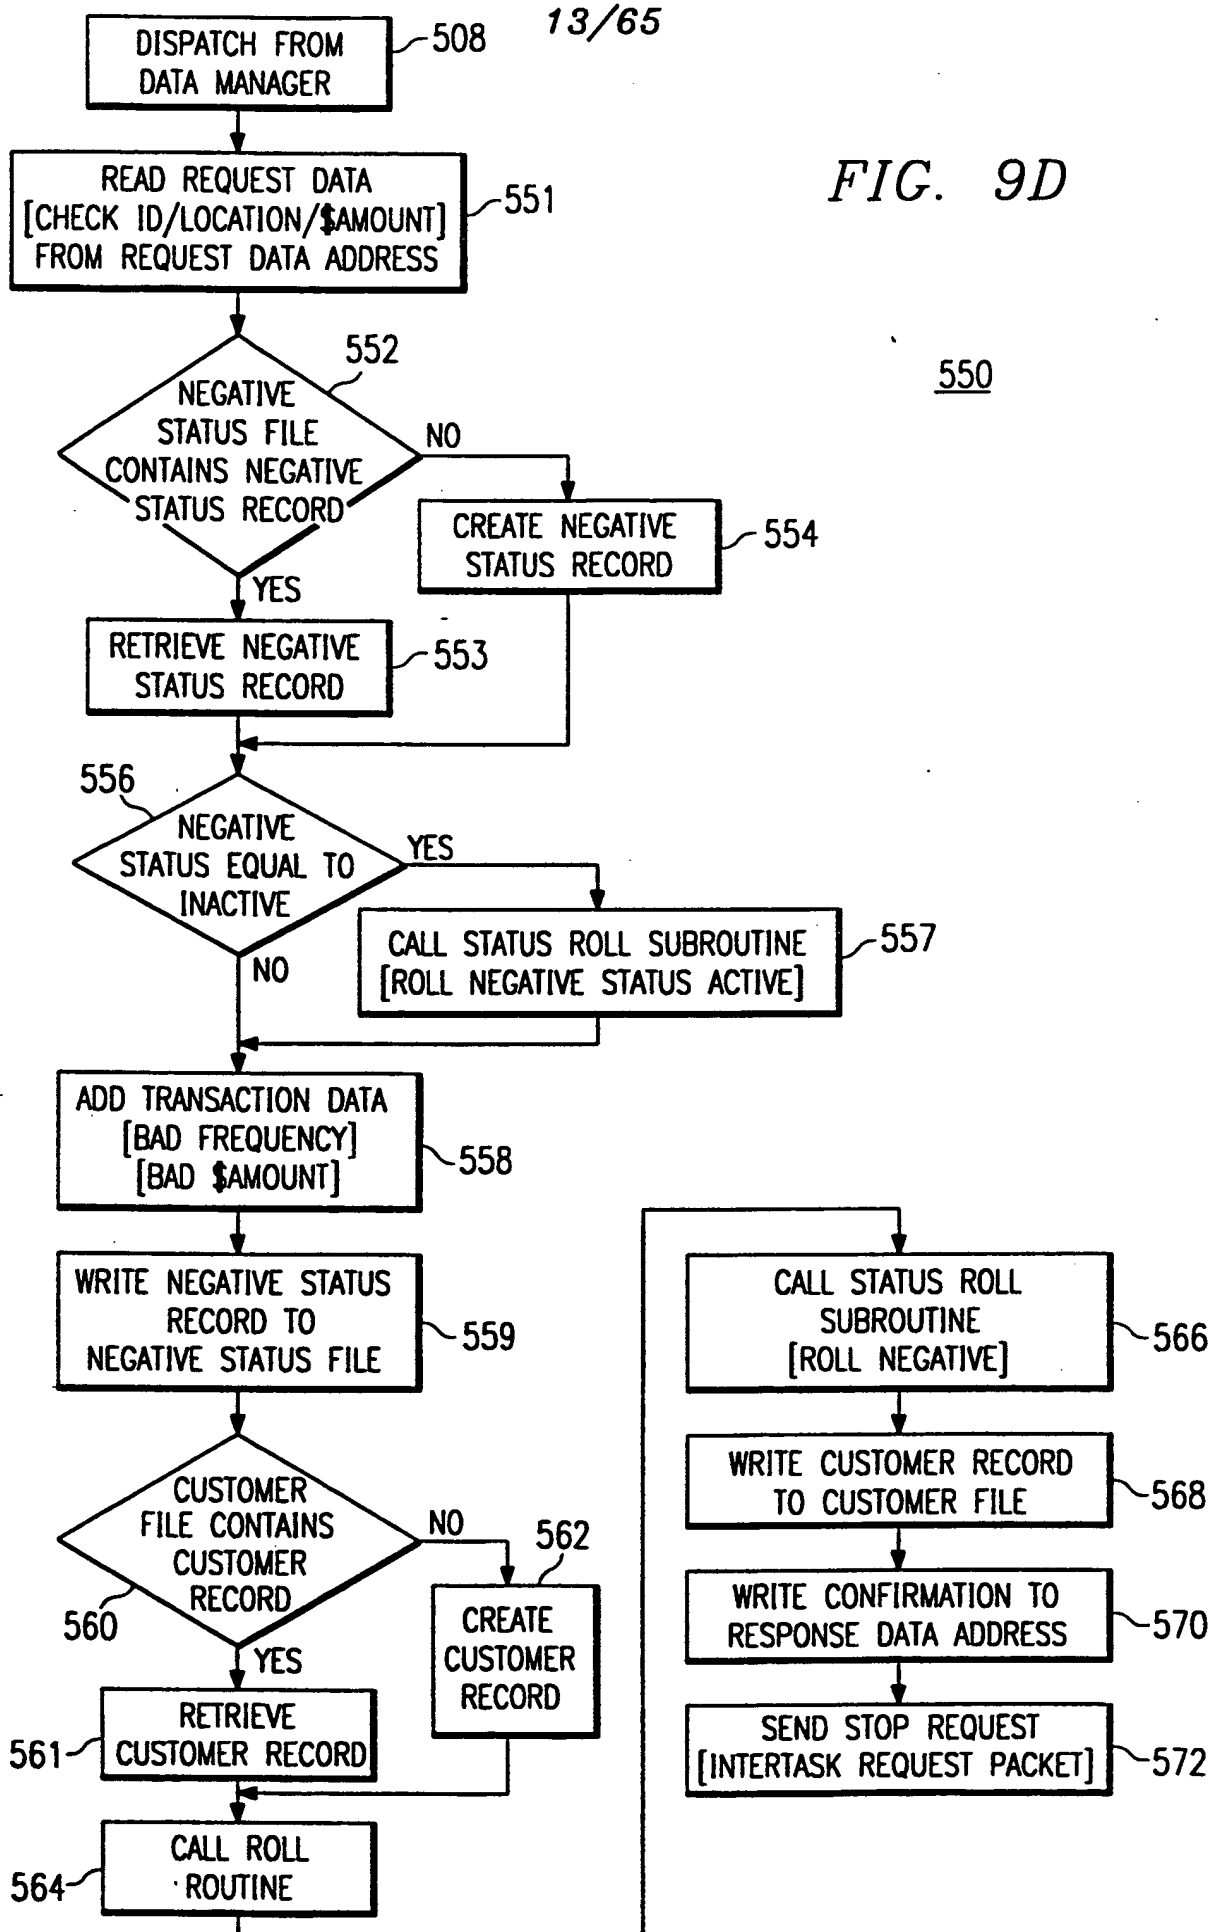 13/65
FIG. 9D
550
DISPATCH FROM
DATA MANAGER
508
READ REQUEST DATA
[CHECK ID/LOCATION/$AMOUNT]
FROM REQUEST DATA ADDRESS
551
552
NEGATIVE
STATUS FILE
CONTAINS NEGATIVE
STATUS RECORD
NO
YES
CREATE NEGATIVE
STATUS RECORD
554
RETRIEVE NEGATIVE
STATUS RECORD
553
556
NEGATIVE
STATUS EQUAL TO
INACTIVE
YES
NO
CALL STATUS ROLL SUBROUTINE
[ROLL NEGATIVE STATUS ACTIVE]
557
ADD TRANSACTION DATA
[BAD FREQUENCY]
[BAD $AMOUNT]
558
WRITE NEGATIVE STATUS
RECORD TO
NEGATIVE STATUS FILE
559
CUSTOMER
FILE CONTAINS
CUSTOMER
RECORD
560
NO
YES
562
CREATE
CUSTOMER
RECORD
RETRIEVE
CUSTOMER RECORD
561
CALL ROLL
ROUTINE
564
CALL STATUS ROLL
SUBROUTINE
[ROLL NEGATIVE]
566
WRITE CUSTOMER RECORD
TO CUSTOMER FILE
568
WRITE CONFIRMATION TO
RESPONSE DATA ADDRESS
570
SEND STOP REQUEST
[INTERTASK REQUEST PACKET]
572